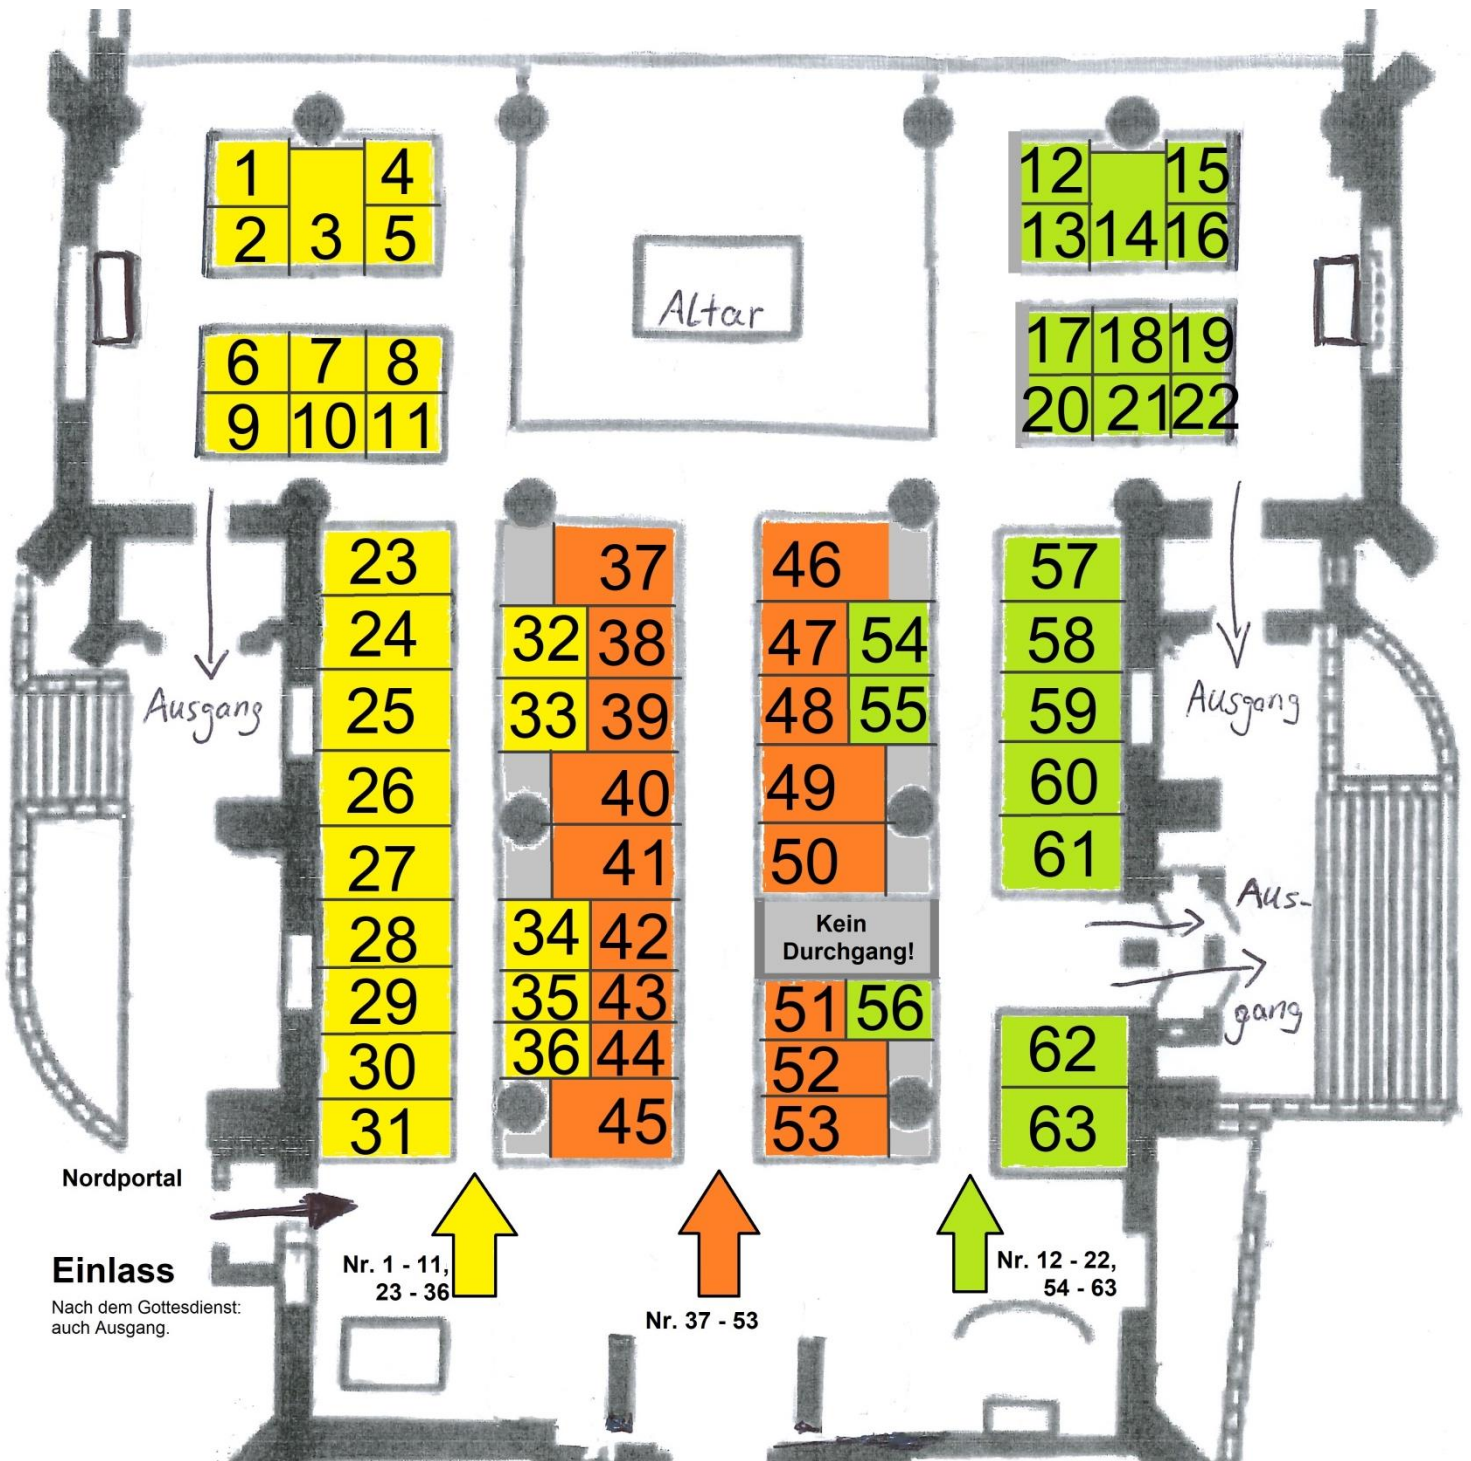 1 4 12 15
2 3 5 13 14 16
Altar
6 7 8 17 18 19
9 10 11 20 21 22
23 37 46 57
24 32 38 47 54 58
Ausgang 25 33 39 48 55 59 Ausgang
26 40 49 60
27 41 50 61
Aus-
28 34 42 Kein
Durchgang!
29 35 43 51 56 gang
30 36 44 52 62
31 45 53 63
Nordportal
Einlass
Nach dem Gottesdienst:
auch Ausgang.
Nr. 1 - 11,
23 - 36
Nr. 37 - 53
Nr. 12 - 22,
54 - 63